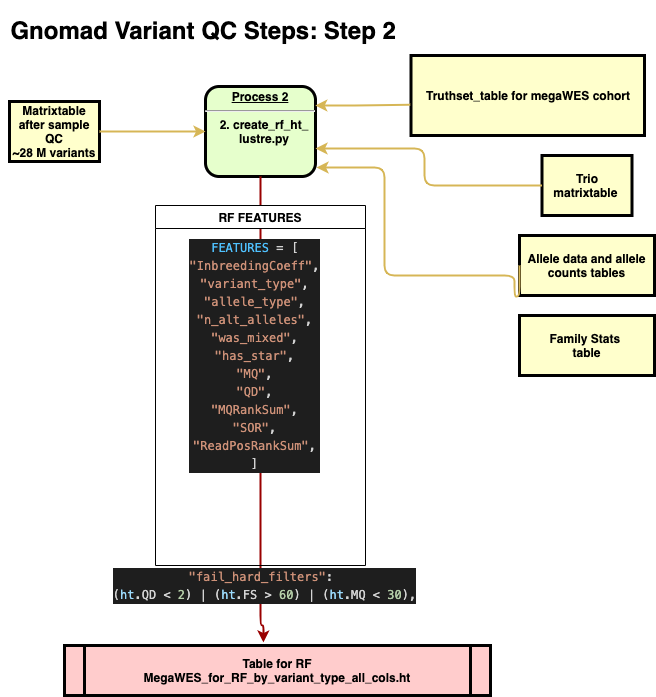 Gnomad Variant QC Steps: Step 2
Matrixtable
after sample
QC
~28 M variants
Process 2
2. create_rf_ht_
lustre.py
Truthset_table for megaWES cohort
Trio
matrixtable
Allele data and allele
counts tables
Family Stats
table
RF FEATURES
FEATURES = [
"InbreedingCoeff",
"variant_type",
"allele_type",
"n_alt_alleles",
"was_mixed",
"has_star",
"MQ",
"QD",
"MQRankSum",
"SOR",
"ReadPosRankSum",
]
"fail_hard_filters":
(ht.QD < 2) | (ht.FS > 60) | (ht.MQ < 30),
Table for RF
MegaWES_for_RF_by_variant_type_all_cols.ht